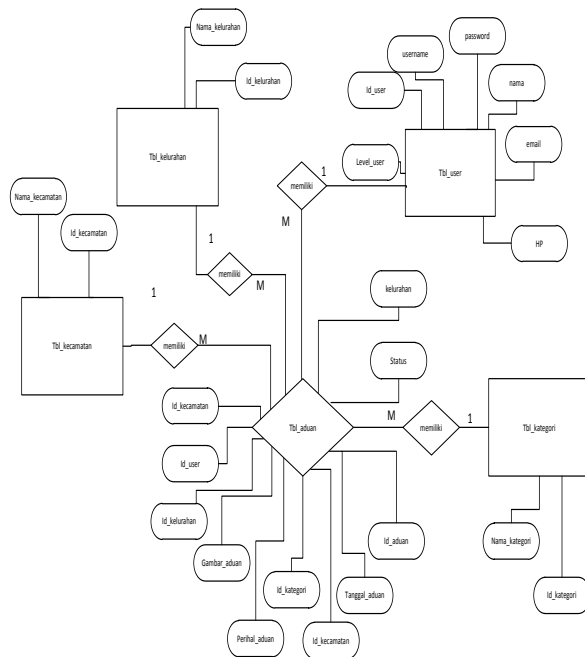 Nama_kelurahan
password
username
Id_kelurahan
Id_user
nama
Tbl_kelurahan
Level_user
Tbl_user
email
1
memiliki
M
Nama_kecamatan
Id_kecamatan
HP
1
memiliki
M
1
Tbl_kecamatan
memiliki
M
kelurahan
Status
Id_kecamatan
Tbl_aduan
M
memiliki
1
Tbl_kategori
Id_user
Id_kelurahan
Gambar_aduan
Id_aduan
Nama_kategori
Id_kategori
Tanggal_aduan
Id_kategori
Perihal_aduan
Id_kecamatan